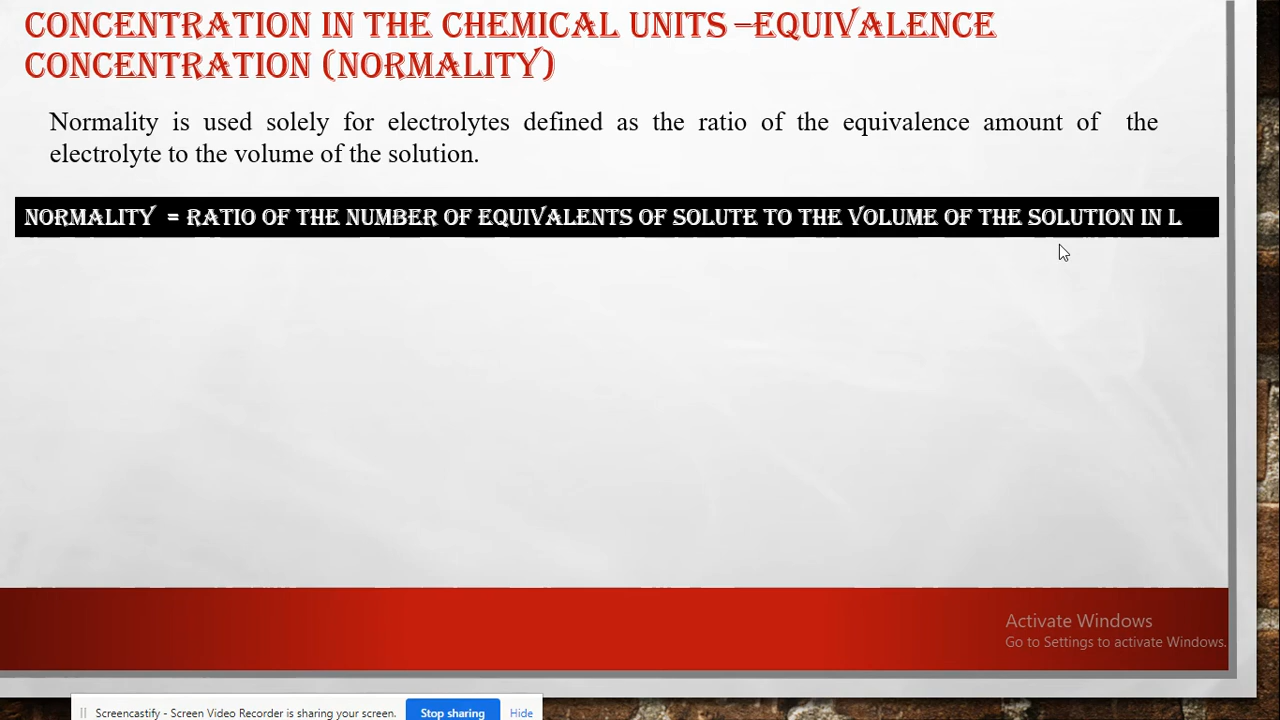 CONCENTRATION IN THE CHEMICAL UNITS –EQUIVALENCE
CONCENTRATION (NORMALITY)
Normality is used solely for electrolytes defined as the ratio of the equivalence amount of the
electrolyte to the volume of the solution.
NORMALITY = RATIO OF THE NUMBER OF EQUIVALENTS OF SOLUTE TO THE VOLUME OF THE SOLUTION IN L
Activate Windows
Go to Settings to activate Windows.
Screencastify - Screen Video Recorder is sharing your screen. Stop sharing Hide